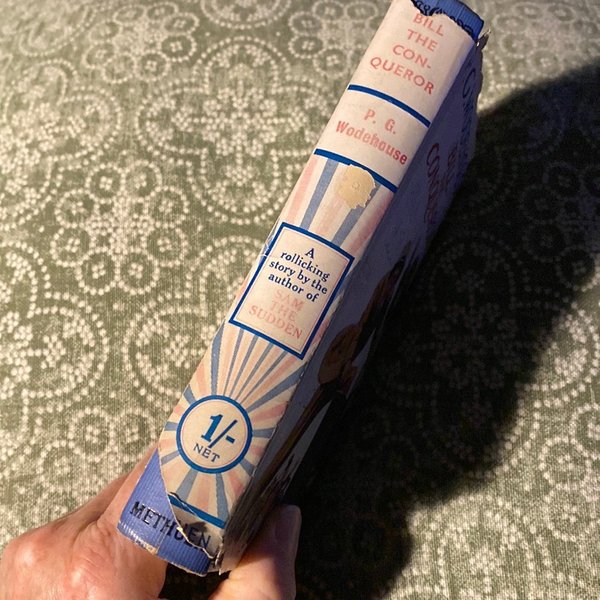 BILL
THE
CON-
QUEROR
P. G.
Wodehouse
A
rollicking
story by the
author of
SAM
THE
SUDDEN
1/-
NET
METHUEN